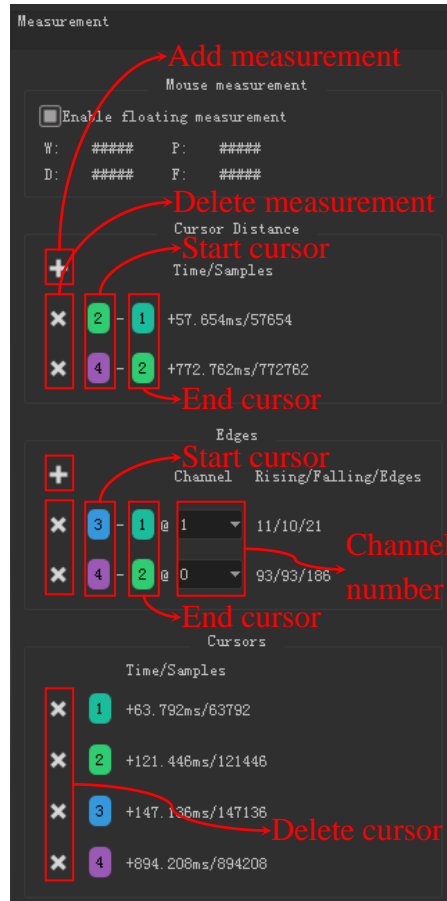 Measurement
Add measurement
Mouse measurement
Enable floating measurement
W: ##### P: #####
D: ##### F: #####
Delete measurement
Cursor Distance
Start cursor
Time/Samples
2 - 1 +57.654ms/57654
4 - 2 +772.762ms/772762
End cursor
Edges
Start cursor
Channel Rising/Falling/Edges
3 - 1 @ 1 11/10/21
Channel
4 - 2 @ 0 93/93/186
number
End cursor
Cursors
Time/Samples
1 +63.792ms/63792
2 +121.446ms/121446
3 +147.136ms/147136
Delete cursor
4 +894.208ms/894208